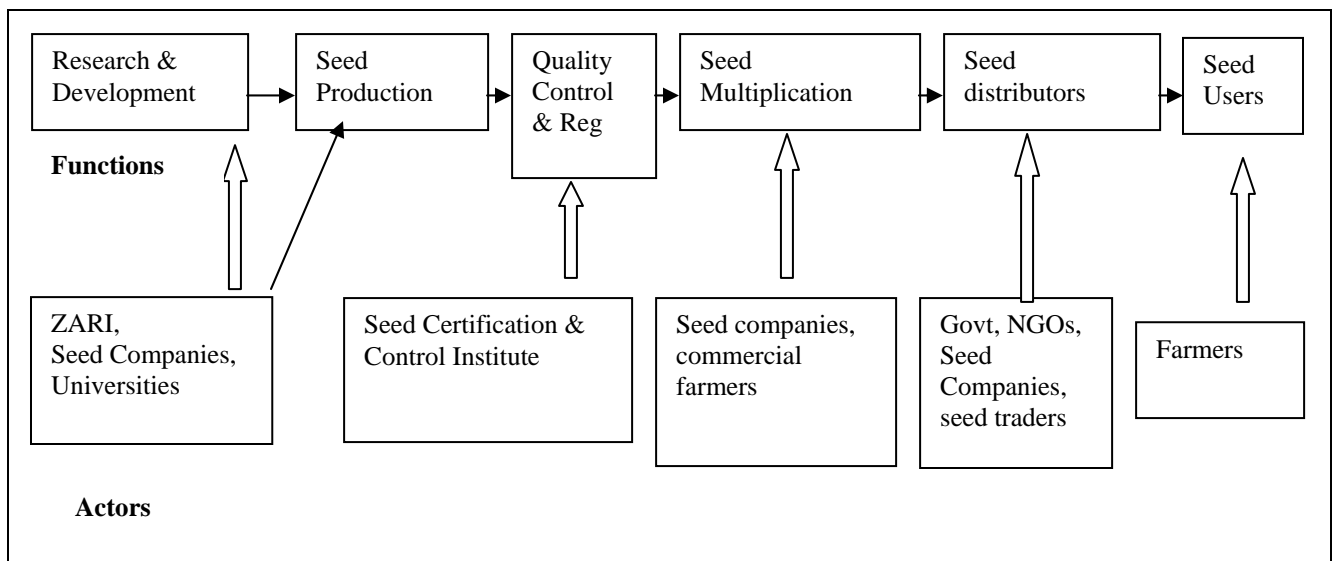 Research &
Development
Seed
Production
Quality
Control
& Reg
Seed
Multiplication
Seed
distributors
Seed
Users
Functions
ZARI,
Seed Companies,
Universities
Seed Certification &
Control Institute
Seed companies,
commercial
farmers
Govt, NGOs,
Seed
Companies,
seed traders
Farmers
Actors